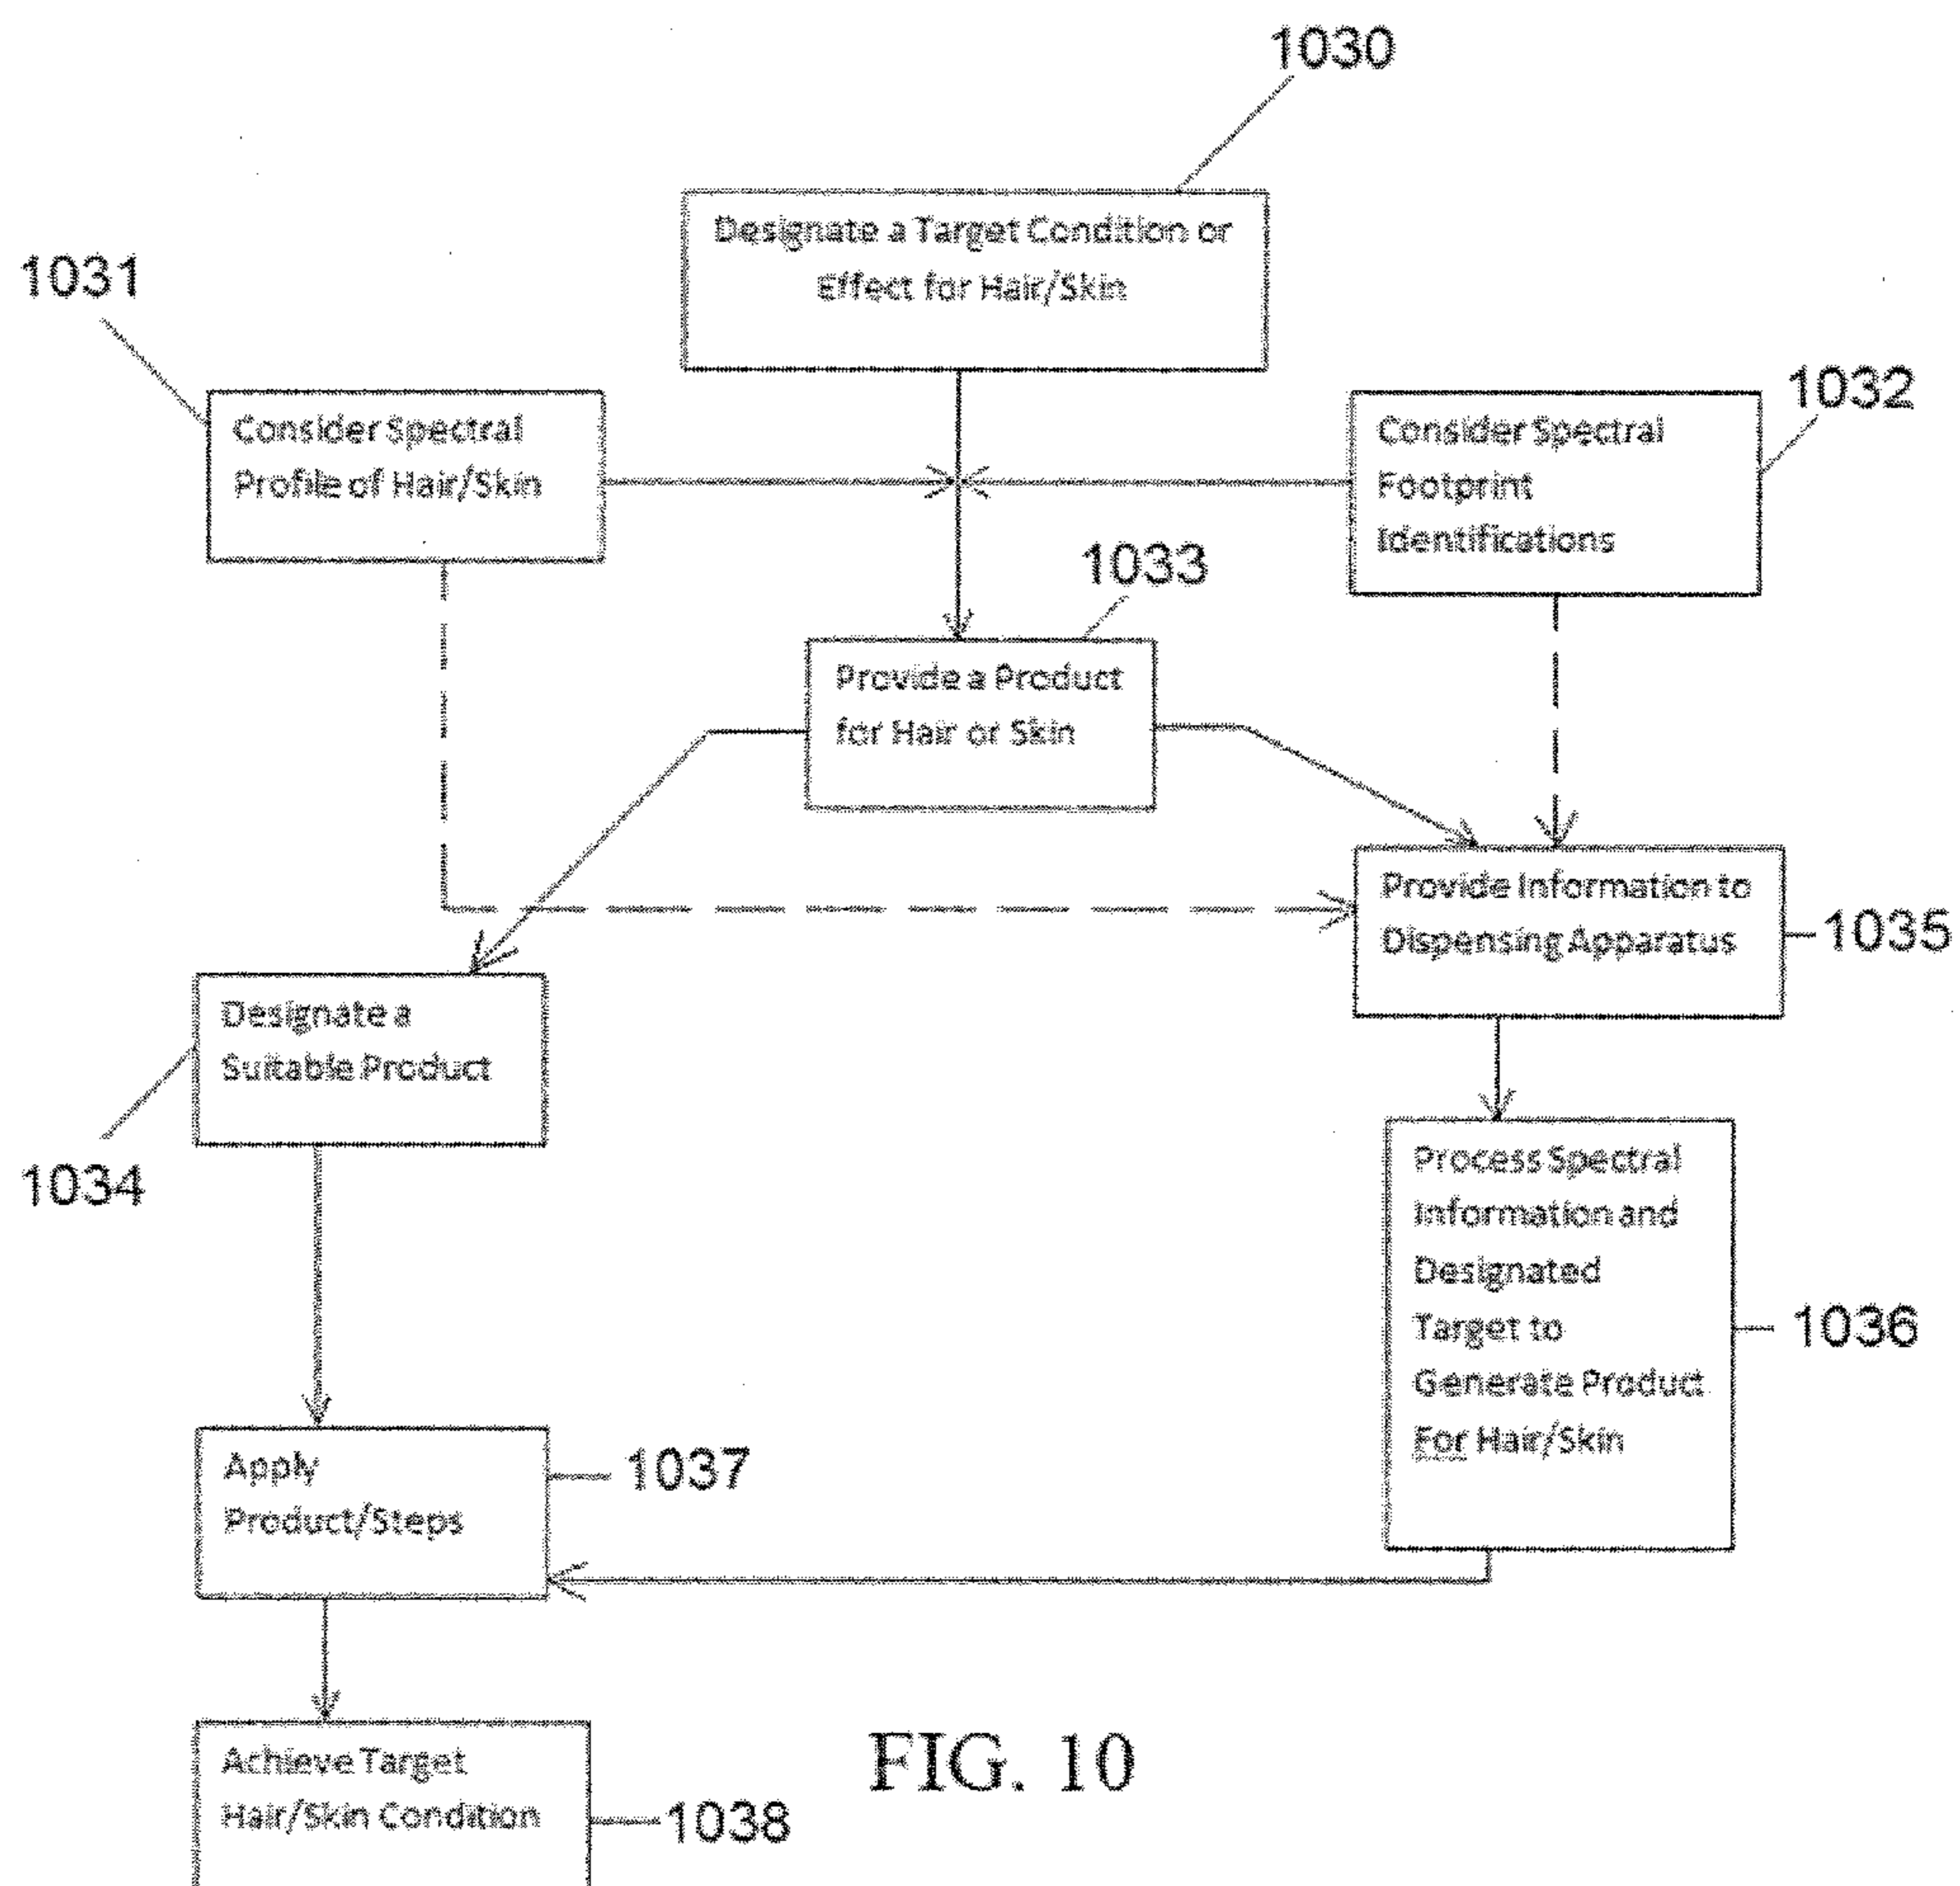 1030
Designate a Target Condition or
Effect for Hair/Skin
1031
Consider Spectral
Profile of Hair/Skin
1032
Consider Spectral
Footprint
Identifications
1033
Provide a Product
for Hair or Skin
Provide Information to
Dispensing Apparatus
1035
Designate a
Suitable Product
1034
Process Spectral
Information and
Designated
Target to
Generate Product
For Hair/Skin
1036
Apply
Product/Steps
1037
Achieve Target
Hair/Skin Condition
1038
FIG. 10